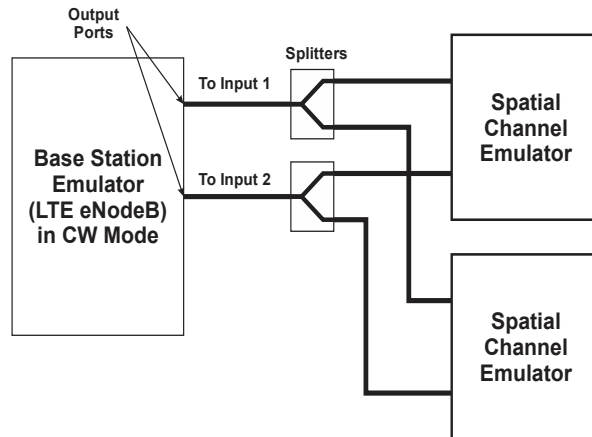 Output
Ports
Splitters
To Input 1
To Input 2
Base Station
Emulator
(LTE eNodeB)
in CW Mode
Spatial
Channel
Emulator
Spatial
Channel
Emulator